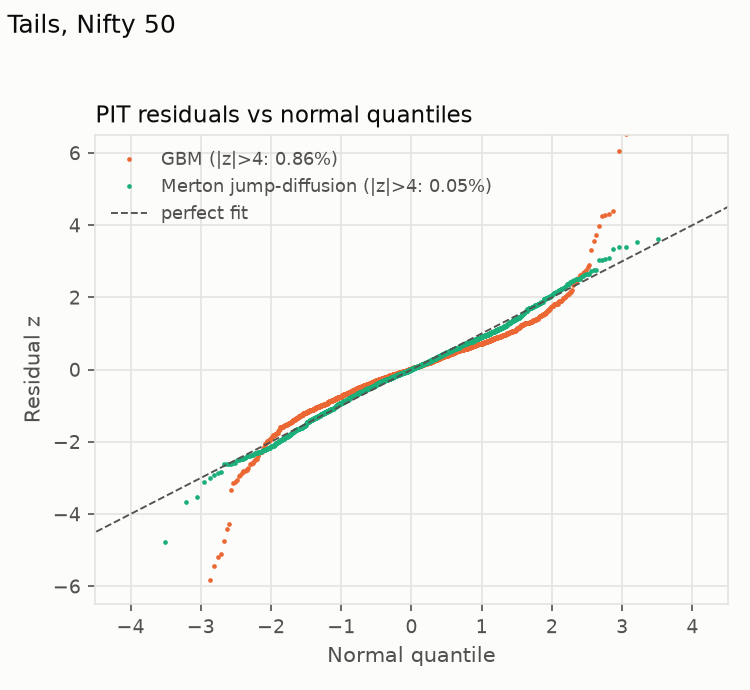 Tails, Nifty 50
PIT residuals vs normal quantiles
GBM (|z|>4: 0.86%)
Merton jump-diffusion (|z|>4: 0.05%)
perfect fit
6
4
2
0
−2
−4
−6
Residual z
−4 −3 −2 −1 0 1 2 3 4
Normal quantile